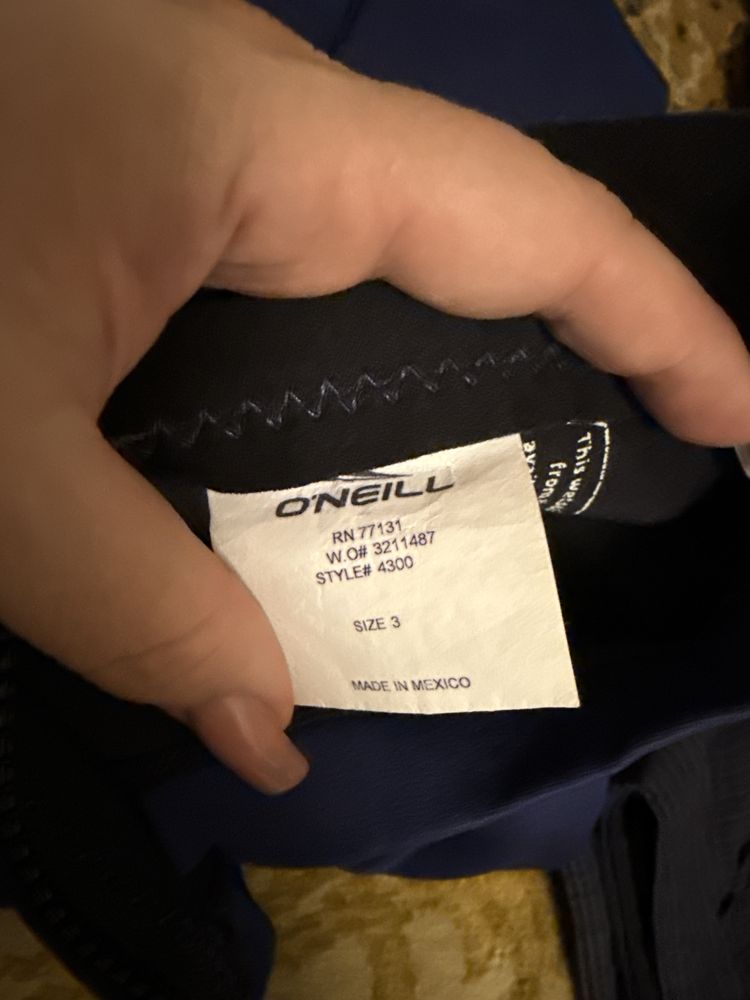 O'NEILL
RN 77131
W.O# 3211487
STYLE# 4300
SIZE 3
MADE IN MEXICO
This
from